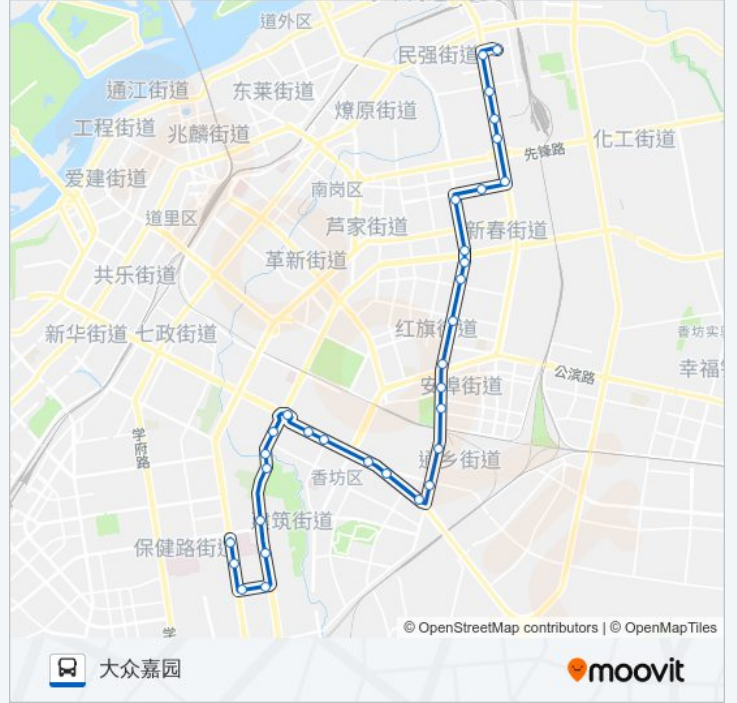 道外区
民强街道
通江街道
东莱街道
燎原街道
工程街道
兆麟街道
化工街道
先锋路
爱建街道
南岗区
道里区
芦家街道
新春街道
革新街道
共乐街道
新华街道
七政街道
红旗街道
香坊实
幸福
公滨路
安埠街道
学府路
通乡街道
香坊区
建筑街道
保健路街道
学
© OpenStreetMap contributors | © OpenMapTiles
大众嘉园
moovit